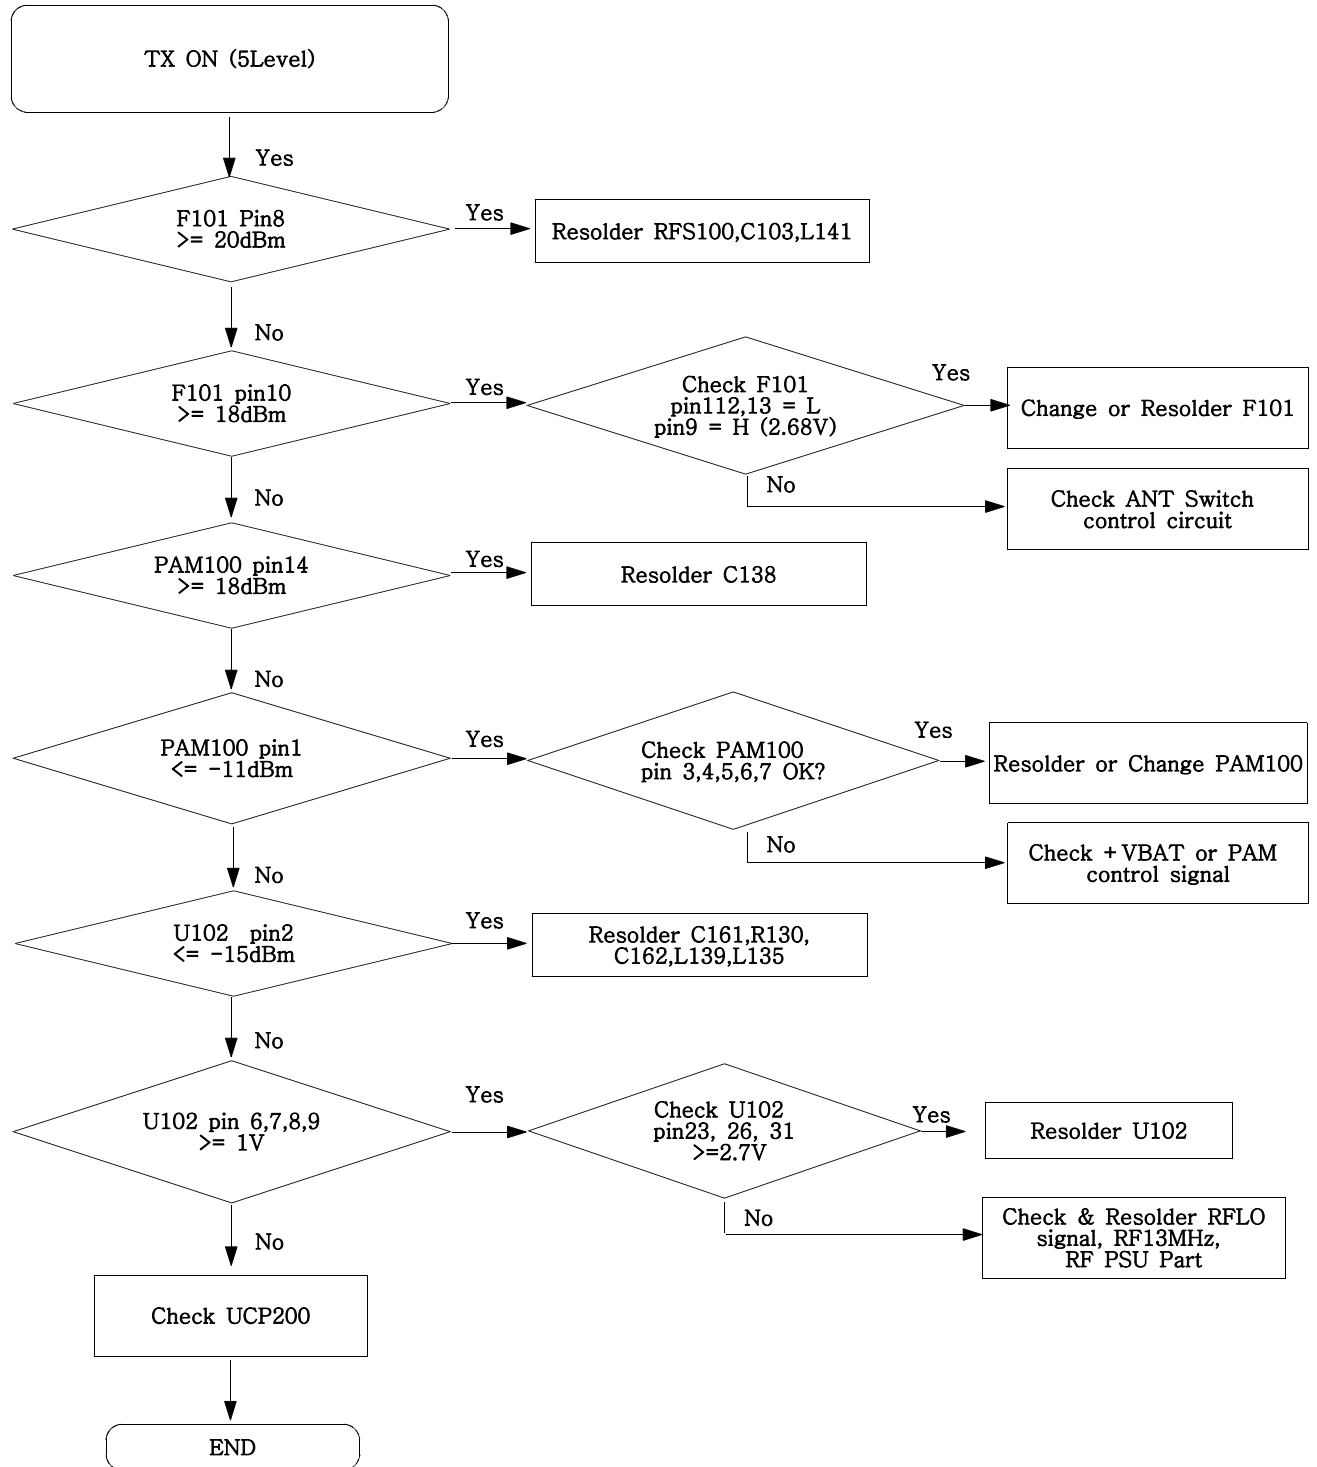 TX ON (5Level)
Yes
F101 Pin8
>= 20dBm
Yes
Resolder RFS100,C103,L141
No
F101 pin10
>= 18dBm
Yes
Check F101
pin112,13 = L
pin9 = H (2.68V)
Yes
Change or Resolder F101
No
Check ANT Switch
control circuit
No
PAM100 pin14
>= 18dBm
Yes
Resolder C138
No
PAM100 pin1
<= -11dBm
Yes
Check PAM100
pin 3,4,5,6,7 OK?
Yes
Resolder or Change PAM100
No
Check +VBAT or PAM
control signal
No
U102 pin2
<= -15dBm
Yes
Resolder C161,R130,
C162,L139,L135
No
U102 pin 6,7,8,9
>= 1V
Yes
Check U102
pin23, 26, 31
>=2.7V
Yes
Resolder U102
No
Check & Resolder RFLO
signal, RF13MHz,
RF PSU Part
No
Check UCP200
END